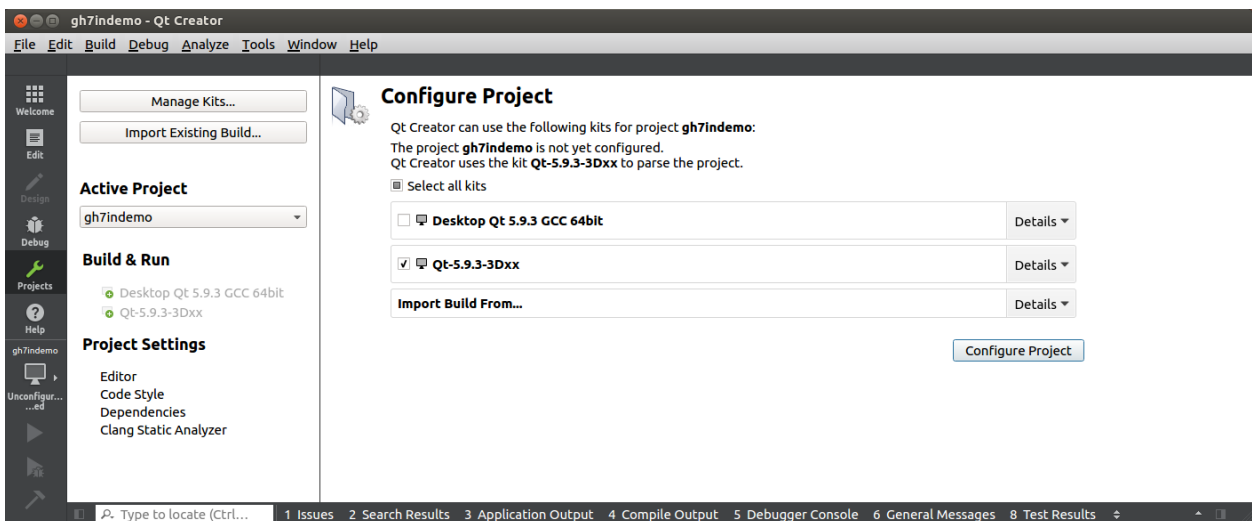 gh7indemo - Qt Creator
File Edit Build Debug Analyze Tools Window Help
Welcome
Edit
Design
Debug
Projects
Help
gh7indemo
Unconfigur...
...ed
Manage Kits...
Import Existing Build...
Active Project
gh7indemo
Build & Run
Desktop Qt 5.9.3 GCC 64bit
Qt-5.9.3-3Dxx
Project Settings
Editor
Code Style
Dependencies
Clang Static Analyzer
Configure Project
Qt Creator can use the following kits for project gh7indemo:
The project gh7indemo is not yet configured.
Qt Creator uses the kit Qt-5.9.3-3Dxx to parse the project.
Select all kits
Desktop Qt 5.9.3 GCC 64bit Details
Qt-5.9.3-3Dxx Details
Import Build From... Details
Configure Project
Type to locate (Ctrl... 1 Issues 2 Search Results 3 Application Output 4 Compile Output 5 Debugger Console 6 General Messages 8 Test Results